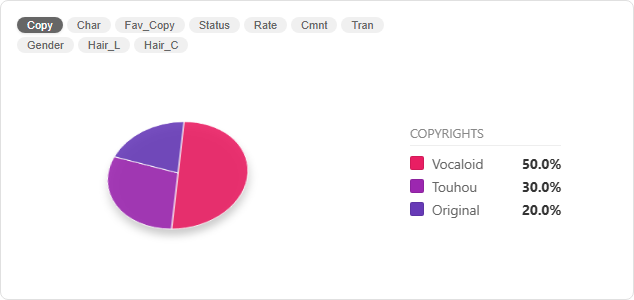 Copy Char Fav_Copy Status Rate Cmnt Tran
Gender Hair_L Hair_C
COPYRIGHTS
Vocaloid 50.0%
Touhou 30.0%
Original 20.0%